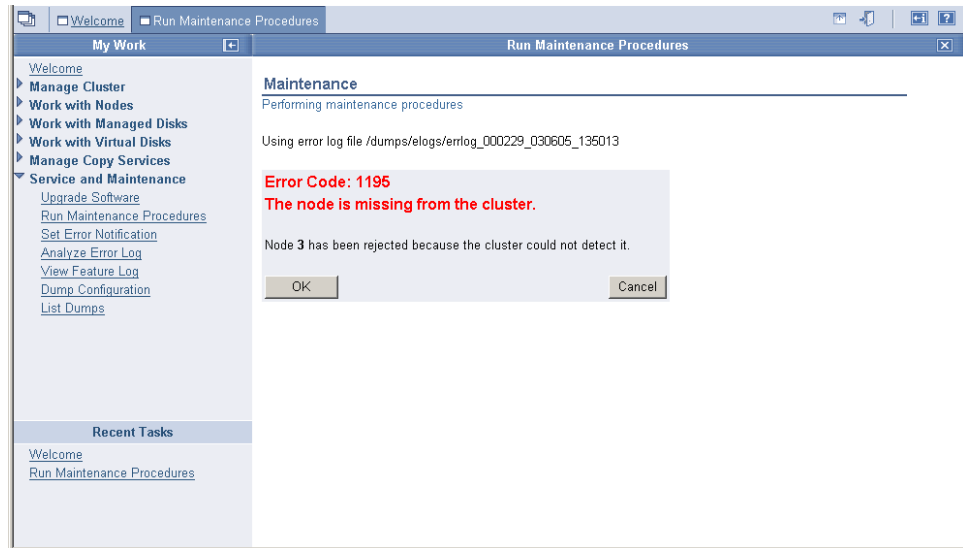 Welcome
Run Maintenance Procedures
My Work
Run Maintenance Procedures
Welcome
Manage Cluster
Work with Nodes
Work with Managed Disks
Work with Virtual Disks
Manage Copy Services
Service and Maintenance
Upgrade Software
Run Maintenance Procedures
Set Error Notification
Analyze Error Log
View Feature Log
Dump Configuration
List Dumps
Recent Tasks
Welcome
Run Maintenance Procedures
Maintenance
Performing maintenance procedures
Using error log file /dumps/elogs/errlog_000229_030605_135013
Error Code: 1195
The node is missing from the cluster.
Node 3 has been rejected because the cluster could not detect it.
OK
Cancel